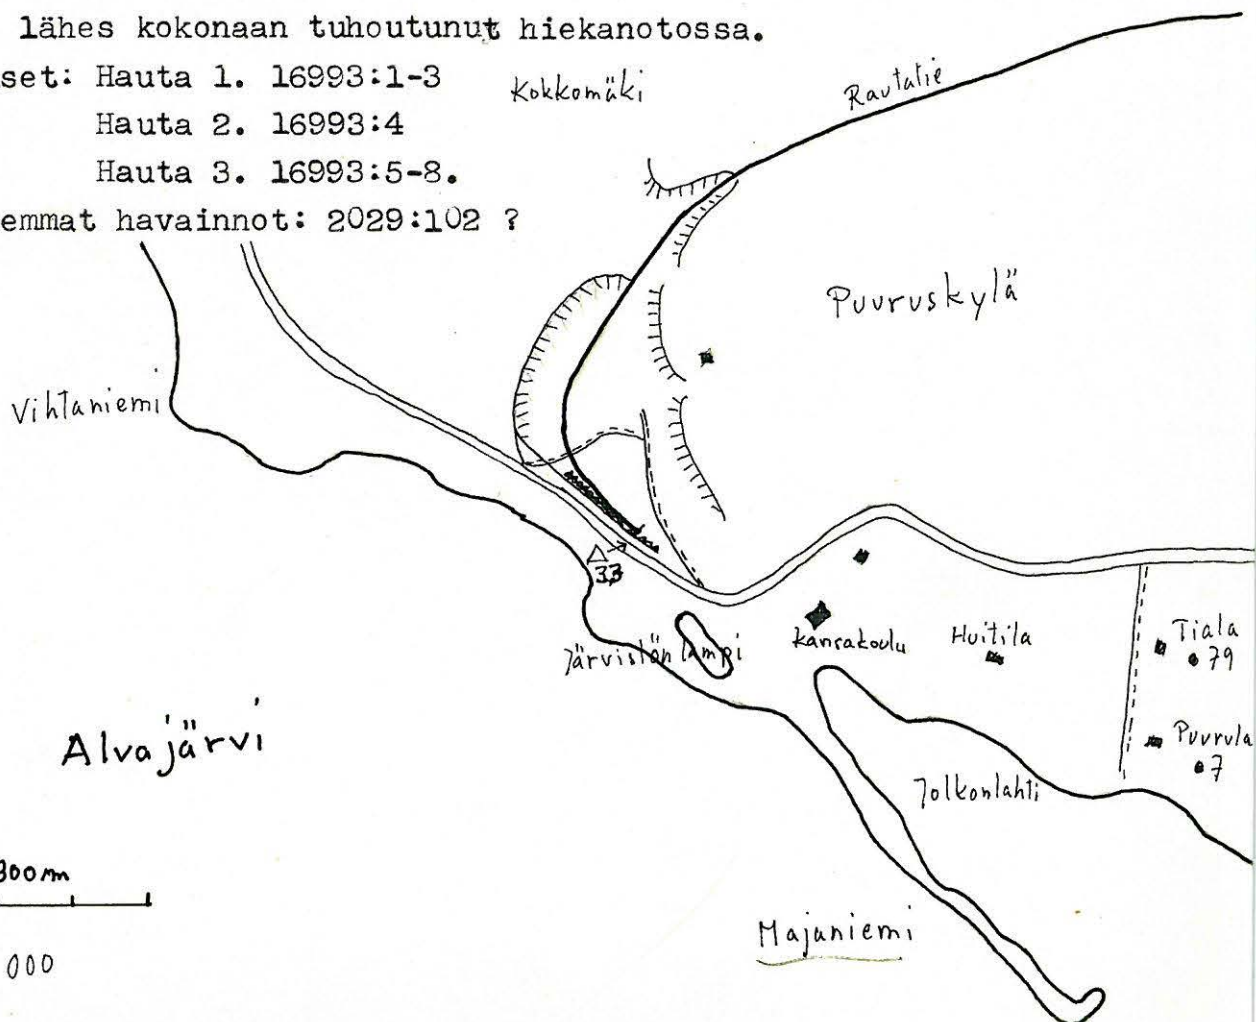 lähes kokonaan tuhoutunut hiekanotossa.
set: Hauta 1. 16993:1-3
Hauta 2. 16993:4
Hauta 3. 16993:5-8.
emmat havainnot: 2029:102 ?
Kokkomäki
Rautatie
Puuruskylä
Vihtaniemi
33
Järvistön lampi
Kansakoulu
Huitila
Tiala
79
Puurula
7
Alvajärvi
Jolkonlahti
300m
Majaniemi
000